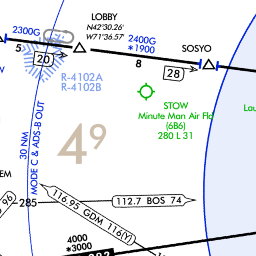 LOBBY
N42°30.26'
W71°36.57'
2300G
2400G
*1900
SOSYO
5
20
8
28
R-4102A
R-4102B
STOW
Minute Man Air Fld
(6B6)
280 L 31
4 9
30 NM
MODE C & ADS-B OUT
285
116.95 GDM 116(Y)
112.7 BOS 74
96
4000
*3000